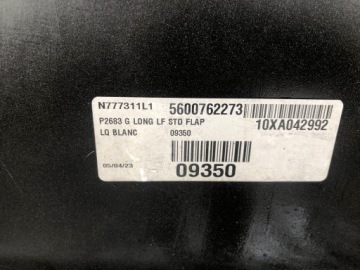 N777311L1 5600762273
P2683 G LONG LF STD FLAP 10XA042992
LQ BLANC 09350
05/04/23 09350